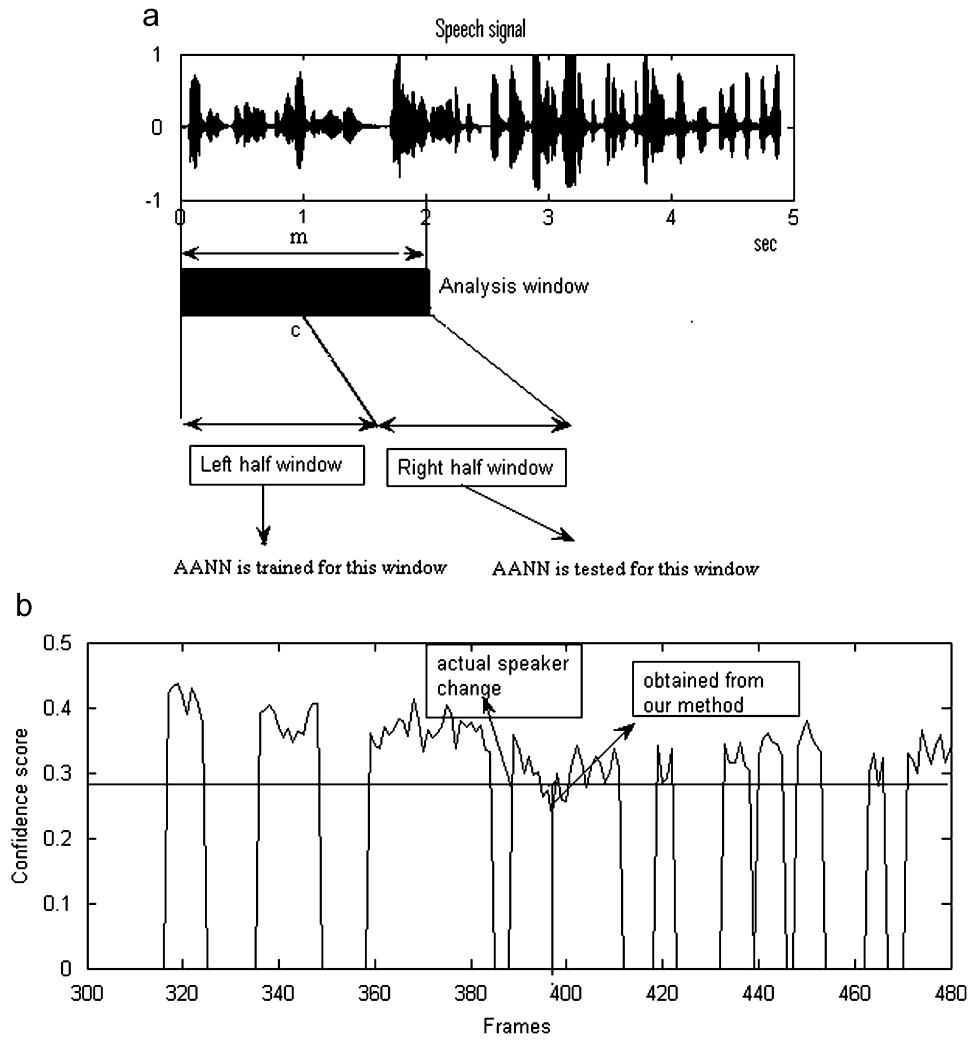 a
Speech signal
1
0
-1
0 1 2 3 4 5
sec
m
Analysis window
c
Left half window
Right half window
AANN is trained for this window
AANN is tested for this window
b
0.5
0.4
0.3
0.2
0.1
0
Confidence score
actual speaker
change
obtained from
our method
300 320 340 360 380 400 420 440 460 480
Frames